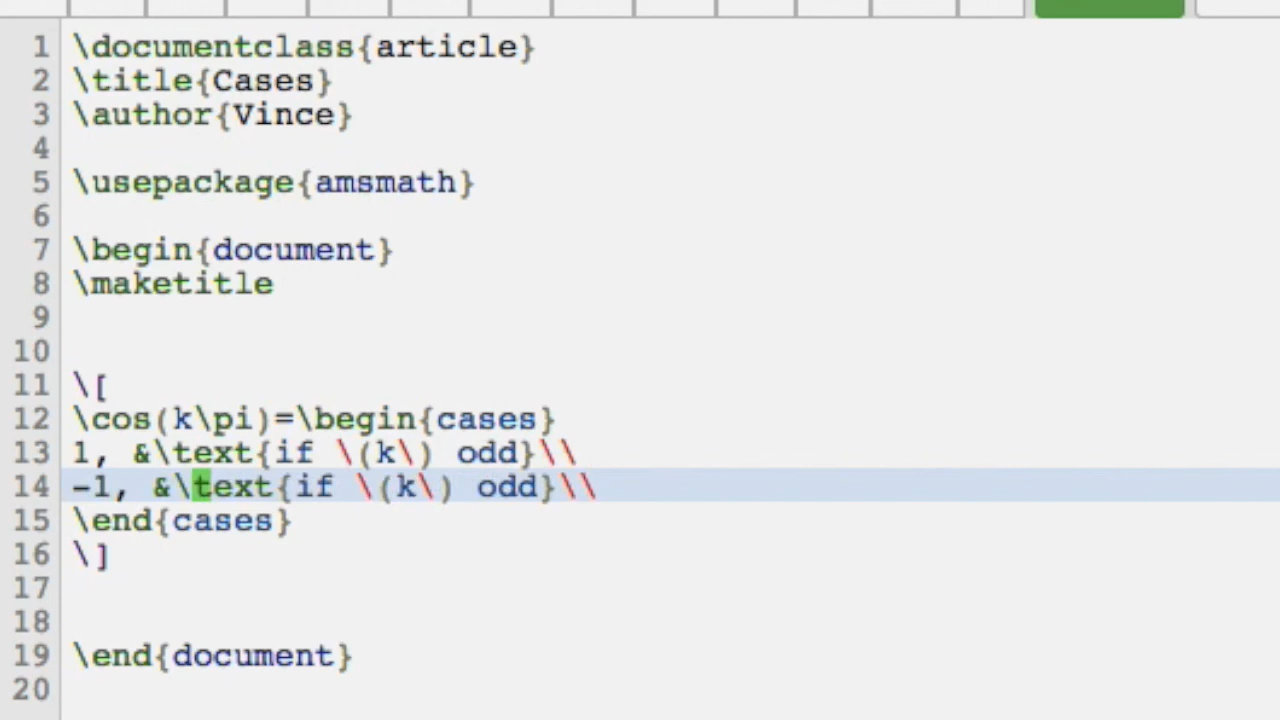 1 \documentclass{article}
2 \title{Cases}
3 \author{Vince}
4
5 \usepackage{amsmath}
6
7 \begin{document}
8 \maketitle
9
10
11 \[
12 \cos(k\pi)=\begin{cases}
13 1, &\text{if \(k\) odd}\\
14 -1, &\text{if \(k\) odd}\\
15 \end{cases}
16 \]
17
18
19 \end{document}
20